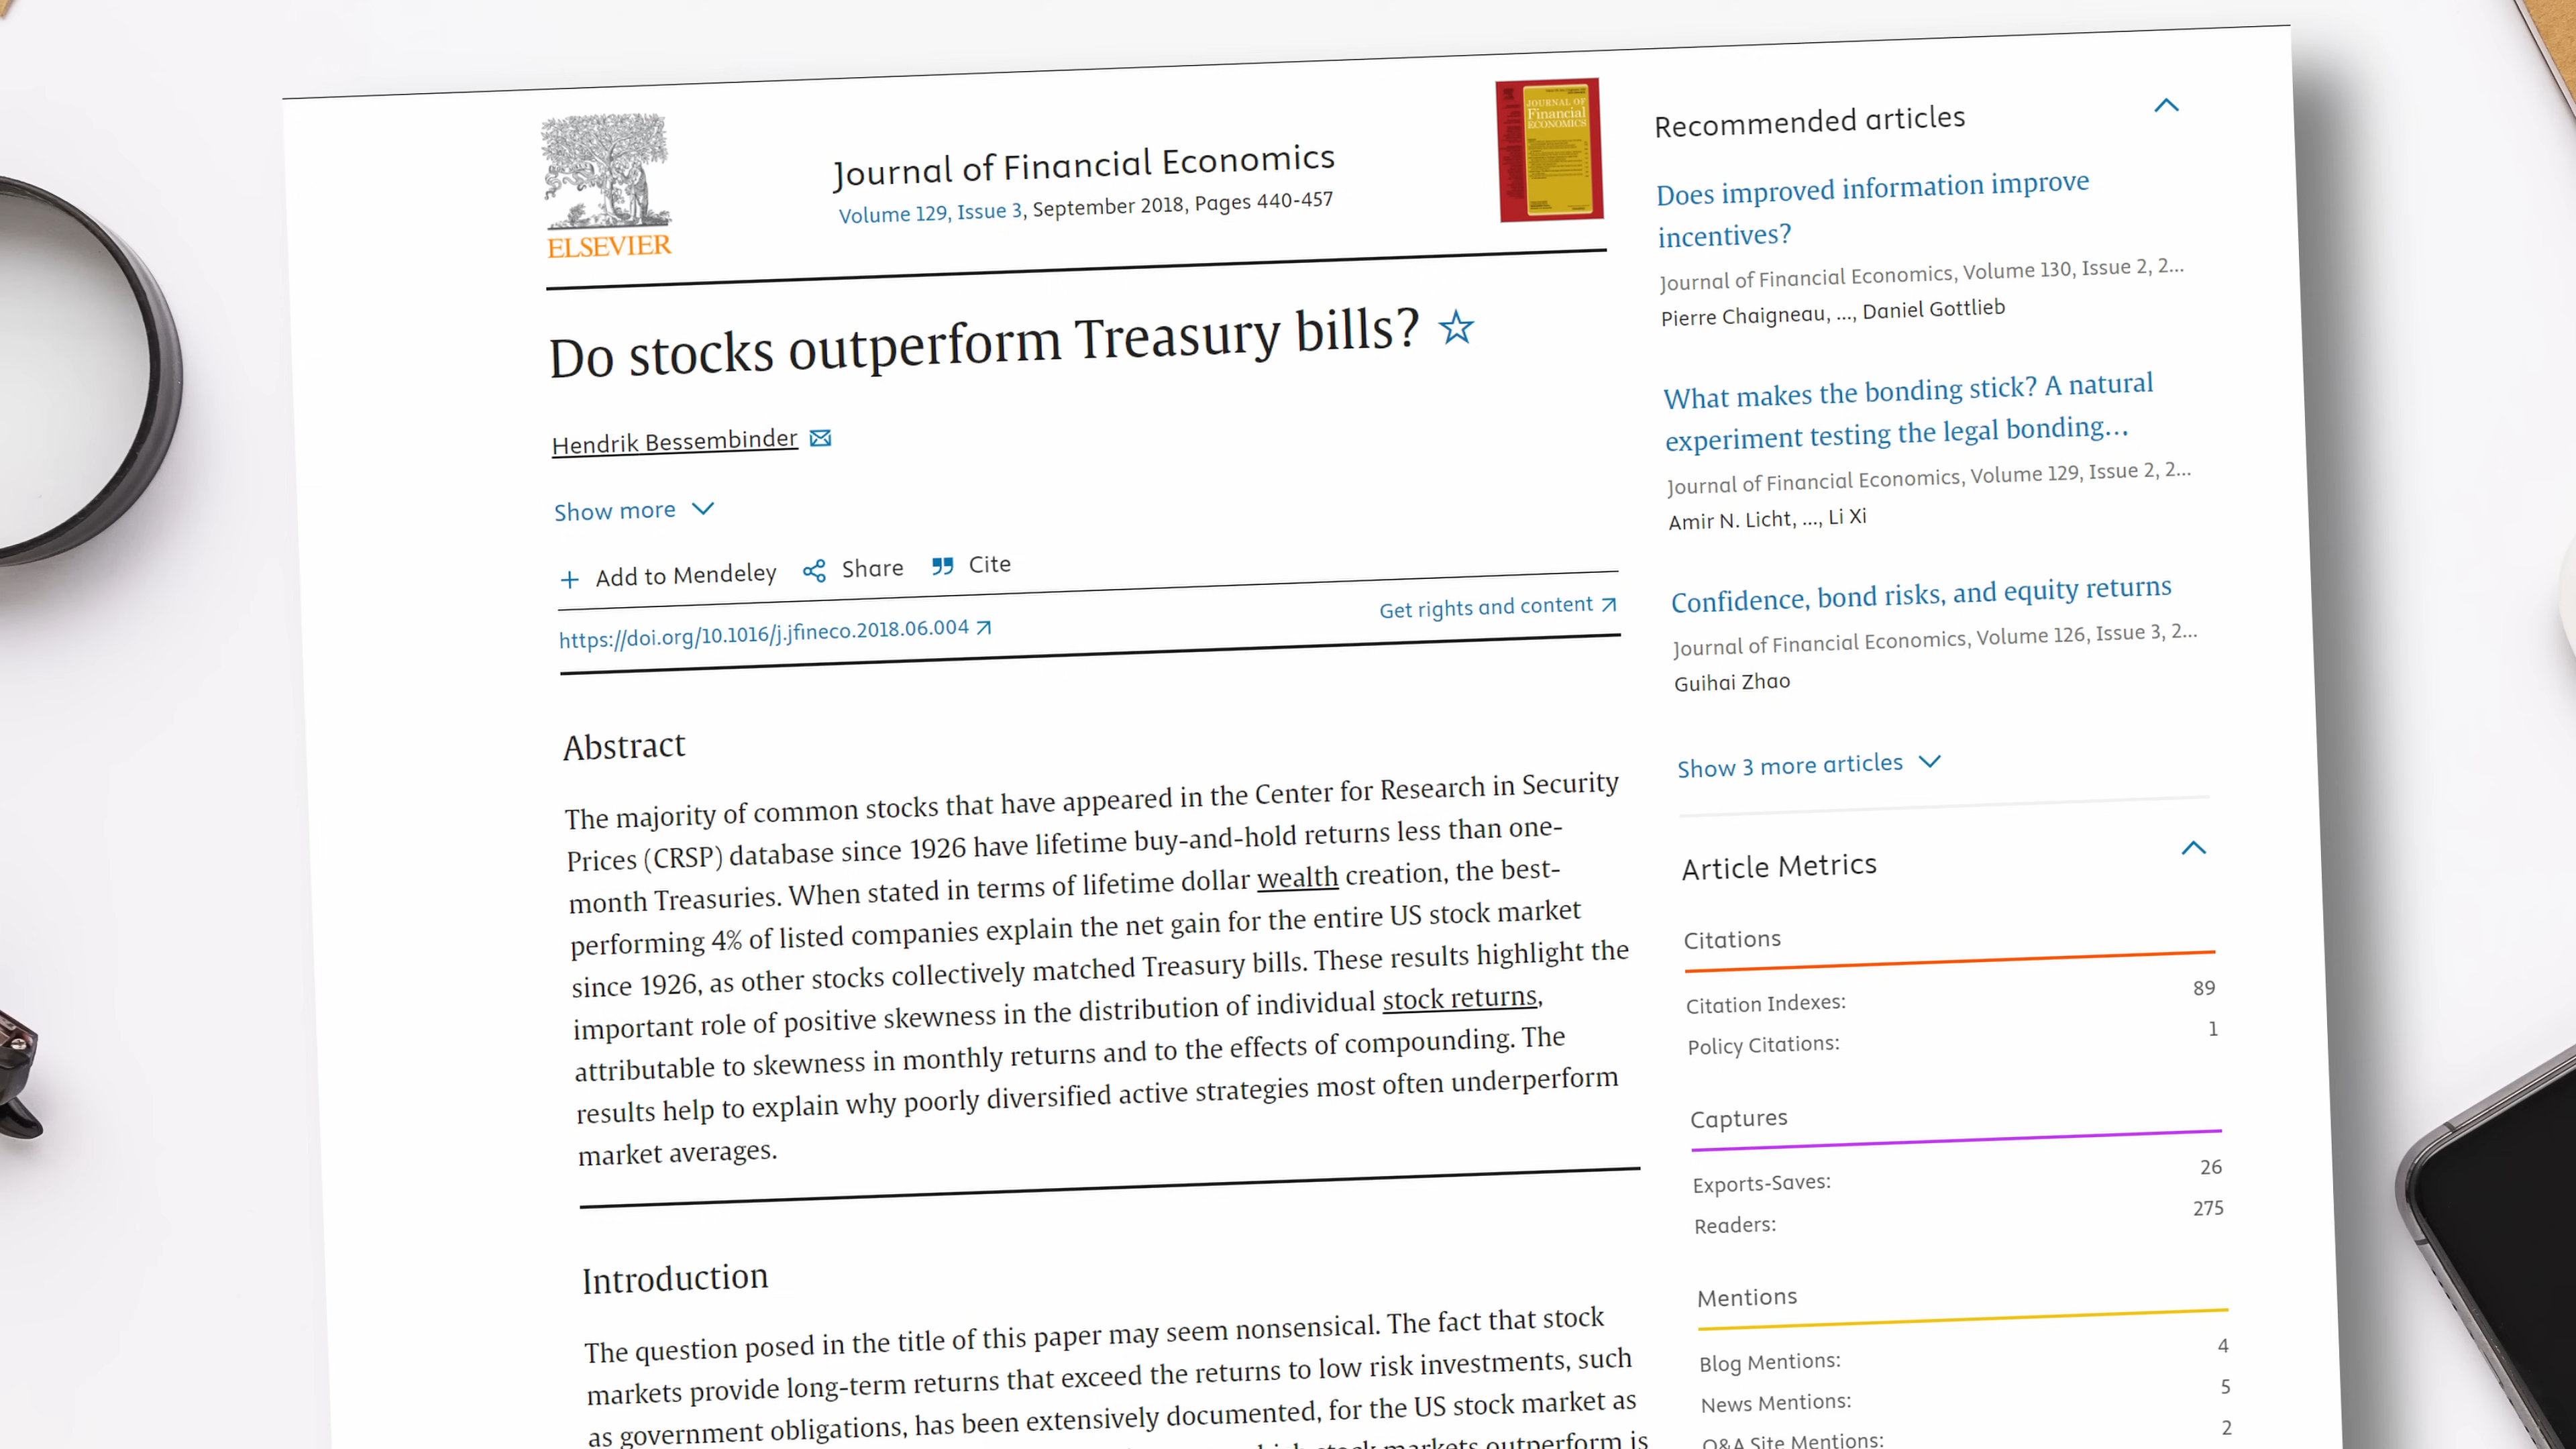 ELSEVIER
Journal of Financial Economics
Volume 129, Issue 3, September 2018, Pages 440-457
JOURNAL OF
Financial
ECONOMICS
Do stocks outperform Treasury bills? ☆
Hendrik Bessembinder
Show more
+ Add to Mendeley Share Cite
https://doi.org/10.1016/j.jfineco.2018.06.004
Get rights and content
Abstract
The majority of common stocks that have appeared in the Center for Research in Security
Prices (CRSP) database since 1926 have lifetime buy-and-hold returns less than one-
month Treasuries. When stated in terms of lifetime dollar wealth creation, the best-
performing 4% of listed companies explain the net gain for the entire US stock market
since 1926, as other stocks collectively matched Treasury bills. These results highlight the
important role of positive skewness in the distribution of individual stock returns,
attributable to skewness in monthly returns and to the effects of compounding. The
results help to explain why poorly diversified active strategies most often underperform
market averages.
Introduction
The question posed in the title of this paper may seem nonsensical. The fact that stock
markets provide long-term returns that exceed the returns to low risk investments, such
as government obligations, has been extensively documented, for the US stock market as
stock markets outperform is
Recommended articles
Does improved information improve
incentives?
Journal of Financial Economics, Volume 130, Issue 2, 2...
Pierre Chaigneau, ..., Daniel Gottlieb
What makes the bonding stick? A natural
experiment testing the legal bonding...
Journal of Financial Economics, Volume 129, Issue 2, 2...
Amir N. Licht, ..., Li Xi
Confidence, bond risks, and equity returns
Journal of Financial Economics, Volume 126, Issue 3, 2...
Guihai Zhao
Show 3 more articles
Article Metrics
Citations
Citation Indexes: 89
Policy Citations: 1
Captures
Exports-Saves: 26
Readers: 275
Mentions
Blog Mentions: 4
News Mentions: 5
Q&A Site Mentions: 2